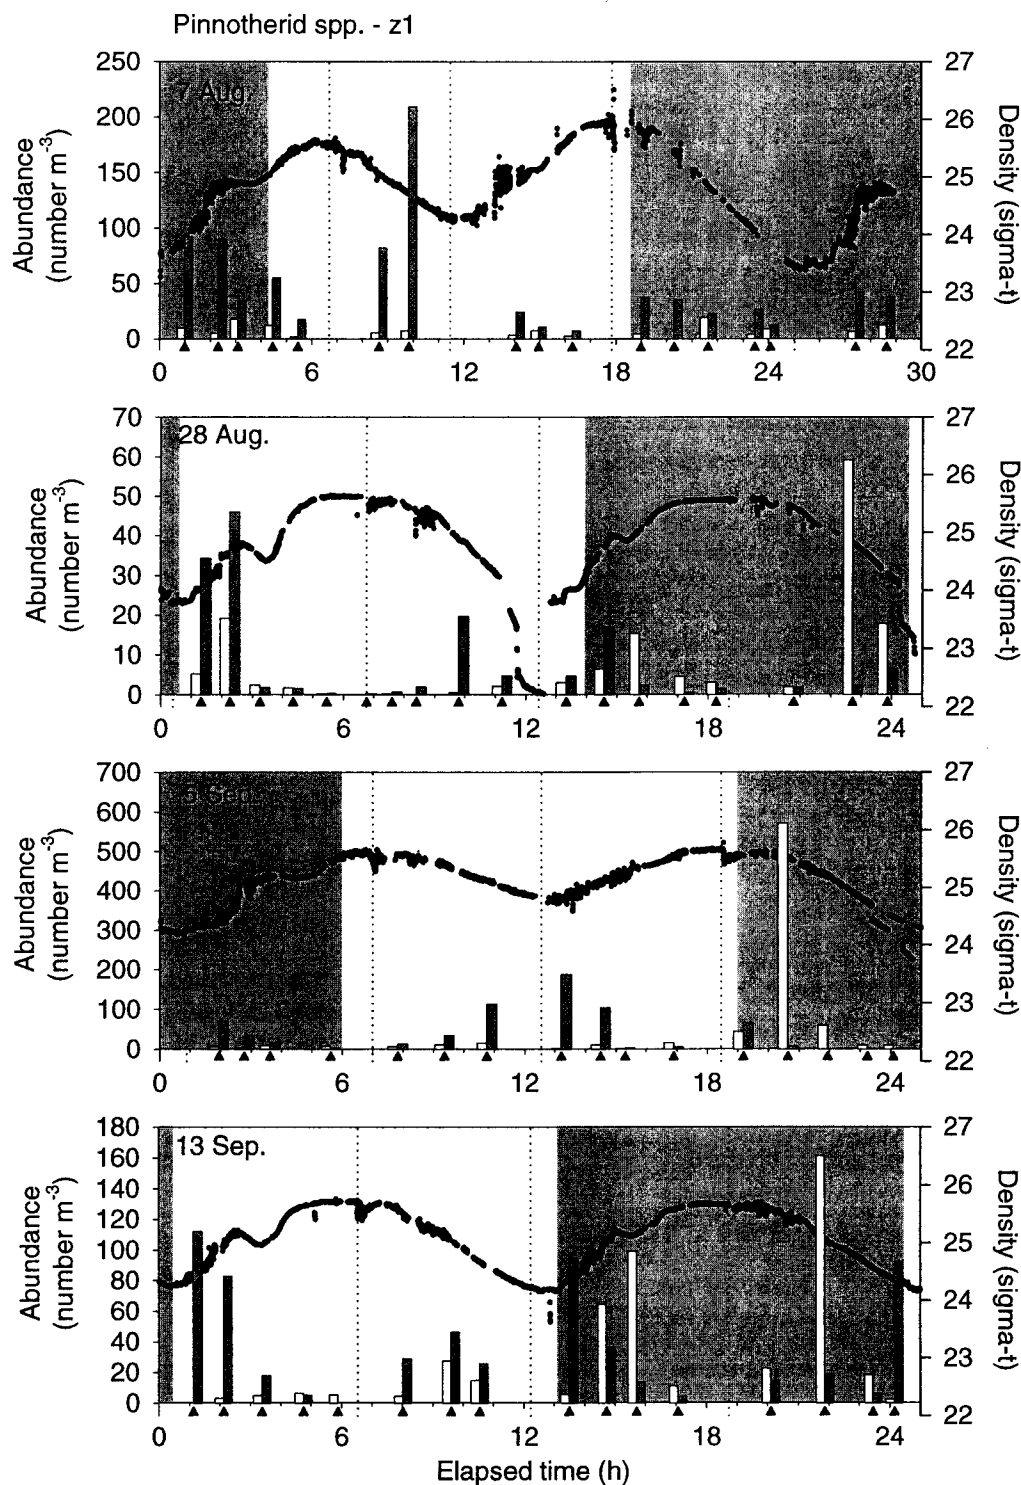 Pinnotherid spp. - z1
7 Aug.
Abundance
(number m⁻³)
250
200
150
100
50
0
27
26
25
24
23
22
Density (sigma-t)
0 6 12 18 24 30
28 Aug.
Abundance
(number m⁻³)
70
60
50
40
30
20
10
0
27
26
25
24
23
22
Density (sigma-t)
0 6 12 18 24
5 Sep.
Abundance
(number m⁻³)
700
600
500
400
300
200
100
0
27
26
25
24
23
22
Density (sigma-t)
0 6 12 18 24
13 Sep.
Abundance
(number m⁻³)
180
160
140
120
100
80
60
40
20
0
27
26
25
24
23
22
Density (sigma-t)
0 6 12 18 24
Elapsed time (h)